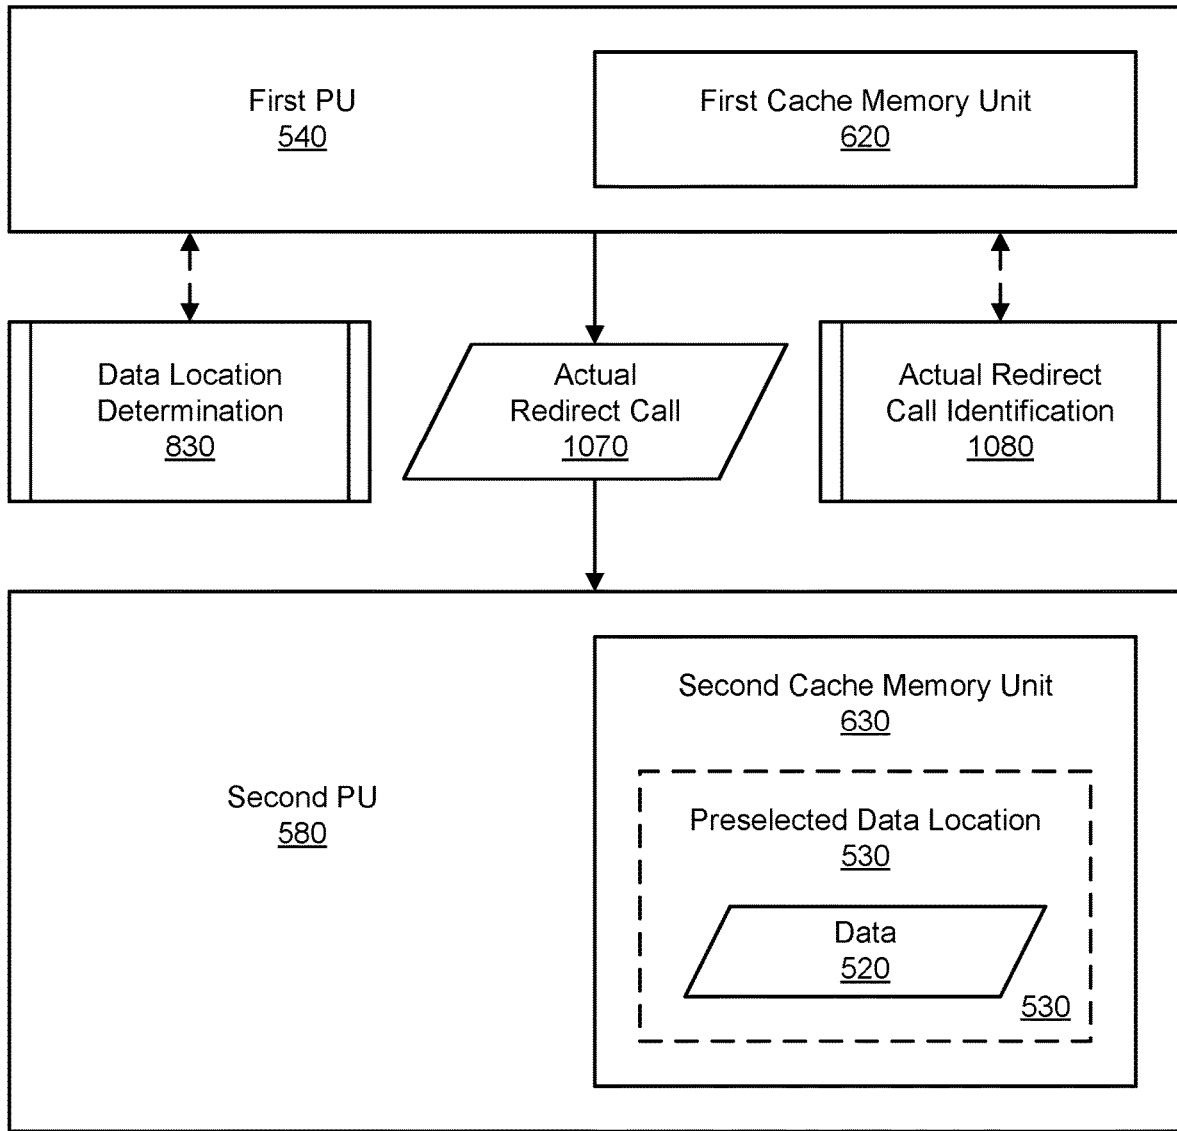 First PU
540
First Cache Memory Unit
620
Data Location
Determination
830
Actual
Redirect Call
1070
Actual Redirect
Call Identification
1080
Second PU
580
Second Cache Memory Unit
630
Preselected Data Location
530
Data
520
530